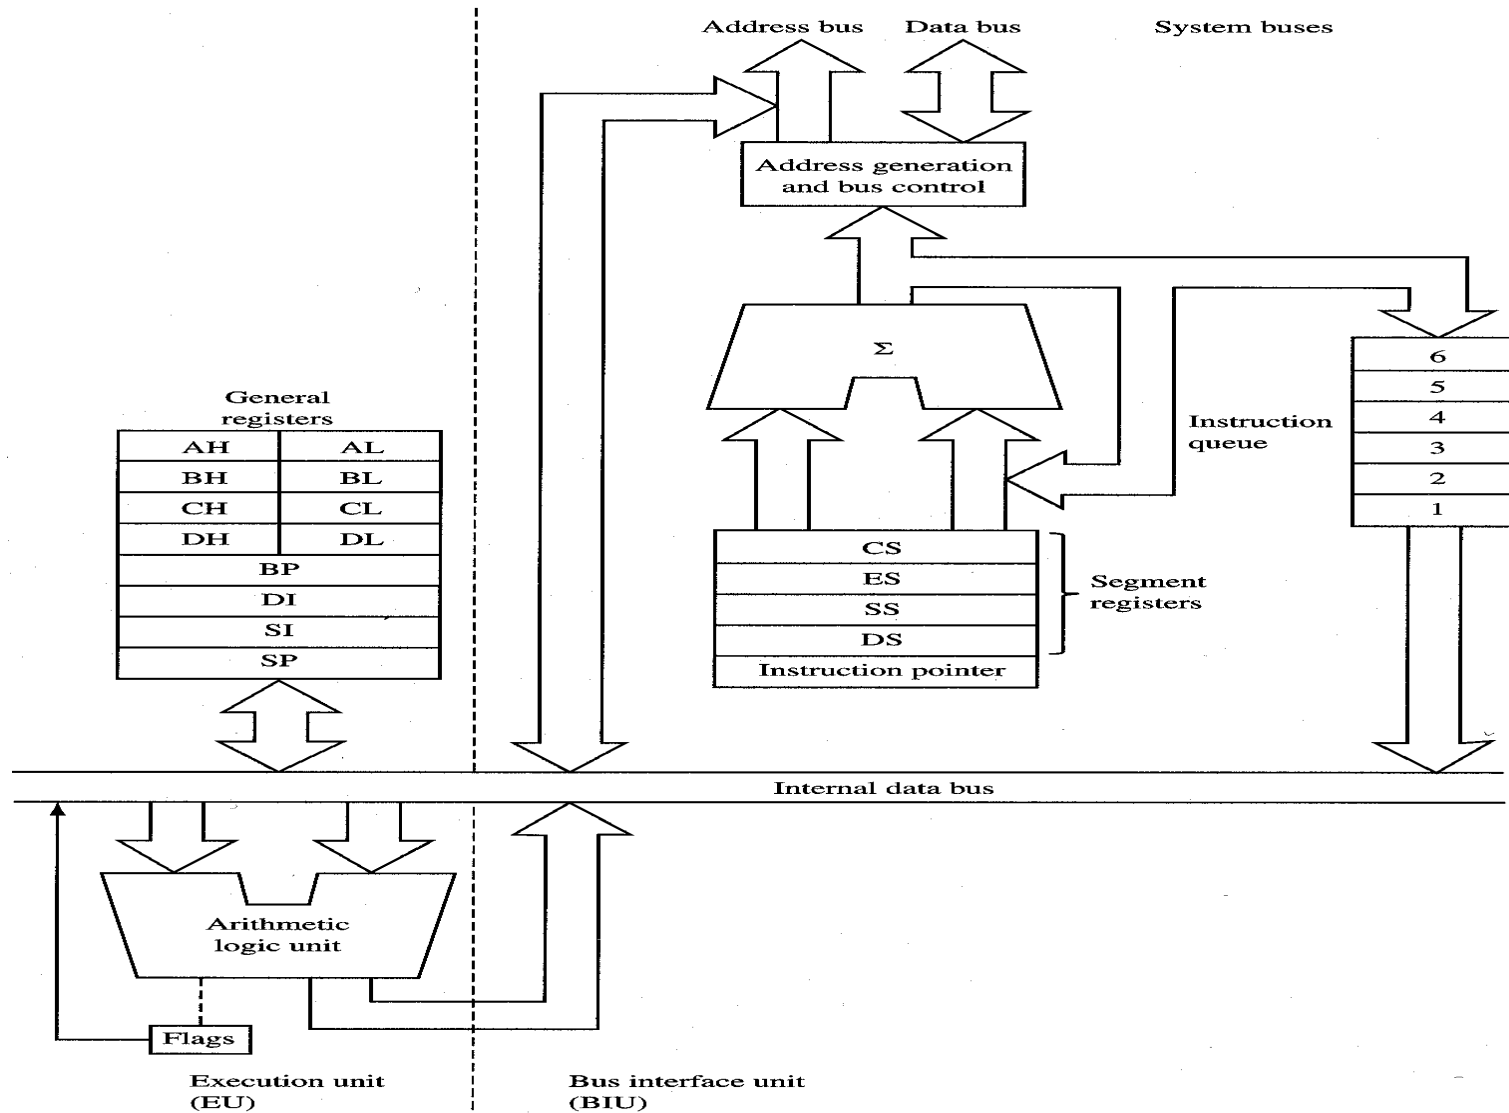 Address bus
Data bus
System buses
Address generation
and bus control
Σ
6
5
4
3
2
1
Instruction
queue
General
registers
AH AL
BH BL
CH CL
DH DL
BP
DI
SI
SP
CS
ES
SS
DS
Instruction pointer
Segment
registers
Internal data bus
Arithmetic
logic unit
Flags
Execution unit
(EU)
Bus interface unit
(BIU)